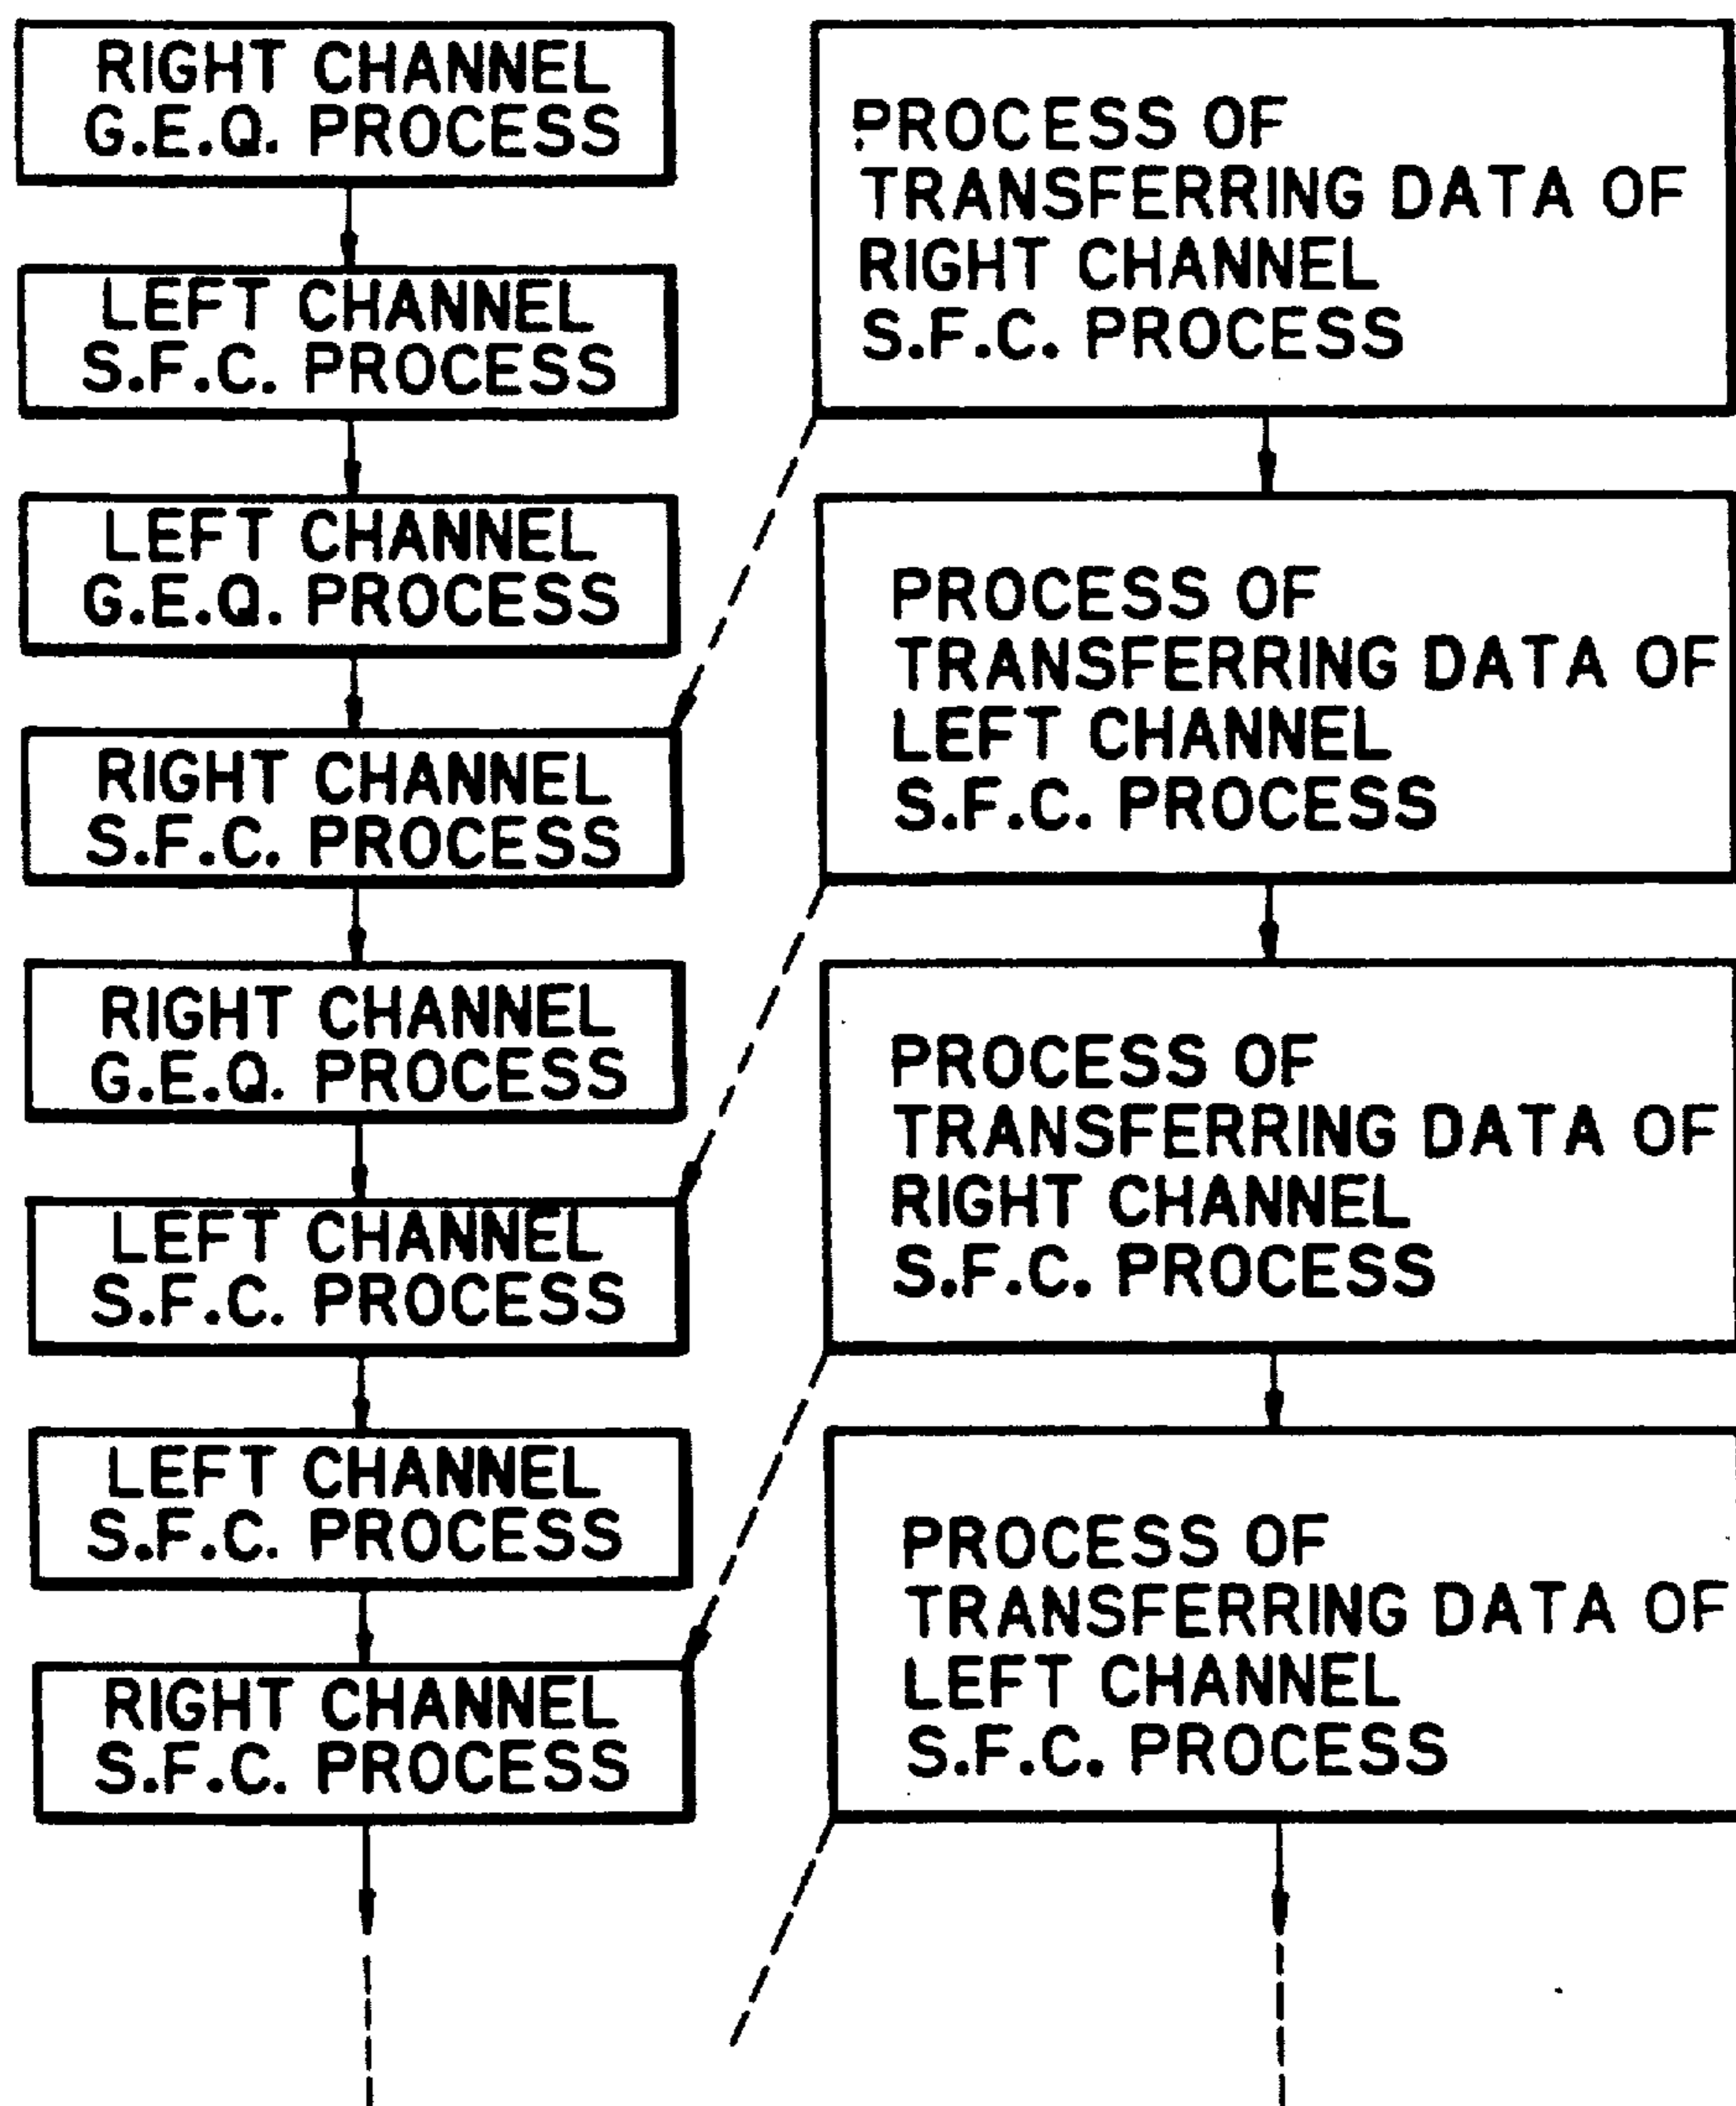 RIGHT CHANNEL
G.E.Q. PROCESS
LEFT CHANNEL
S.F.C. PROCESS
LEFT CHANNEL
G.E.Q. PROCESS
RIGHT CHANNEL
S.F.C. PROCESS
RIGHT CHANNEL
G.E.Q. PROCESS
LEFT CHANNEL
S.F.C. PROCESS
LEFT CHANNEL
S.F.C. PROCESS
RIGHT CHANNEL
S.F.C. PROCESS
PROCESS OF
TRANSFERRING DATA OF
RIGHT CHANNEL
S.F.C. PROCESS
PROCESS OF
TRANSFERRING DATA OF
LEFT CHANNEL
S.F.C. PROCESS
PROCESS OF
TRANSFERRING DATA OF
RIGHT CHANNEL
S.F.C. PROCESS
PROCESS OF
TRANSFERRING DATA OF
LEFT CHANNEL
S.F.C. PROCESS